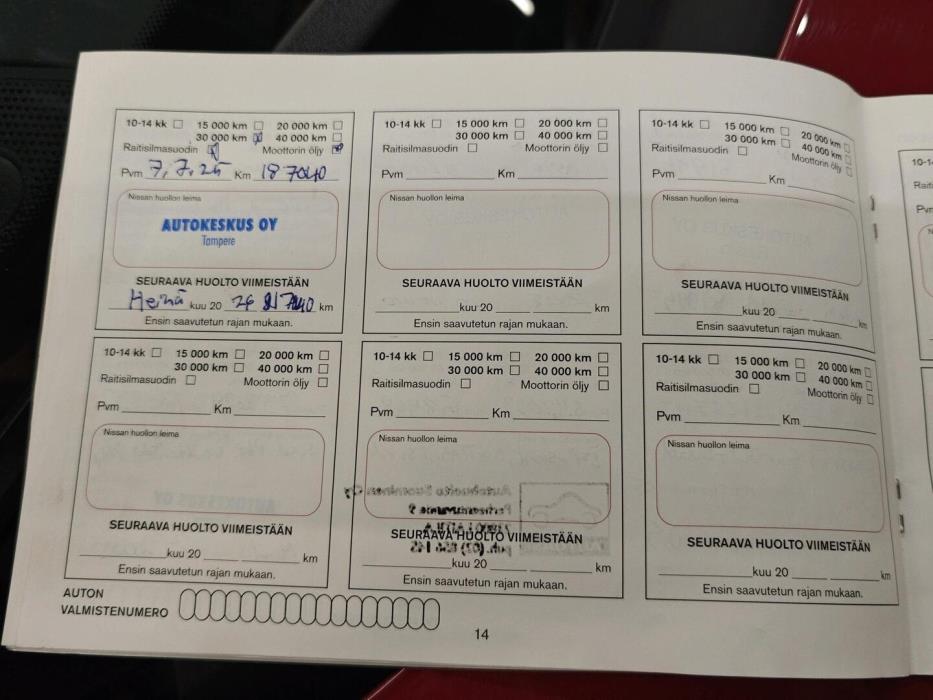 10-14 kk 15 000 km 20 000 km
30 000 km 40 000 km
Raitisilmasuodin Moottorin öljy
Pvm 7,7.25 Km 187040
Nissan huollon leima
AUTOKESKUS OY
Tampere
SEURAAVA HUOLTO VIIMEISTÄÄN
Heinä kuu 20 26 km
Ensin saavutetun rajan mukaan.
10-14 kk 15 000 km 20 000 km
30 000 km 40 000 km
Raitisilmasuodin Moottorin öljy
Pvm Km
Nissan huollon leima
SEURAAVA HUOLTO VIIMEISTÄÄN
kuu 20 km
Ensin saavutetun rajan mukaan.
10-14 kk 15 000 km 20 000 km
30 000 km 40 000 km
Raitisilmasuodin Moottorin öljy
Pvm Km
Nissan huollon leima
SEURAAVA HUOLTO VIIMEISTÄÄN
kuu 20 km
Ensin saavutetun rajan mukaan.
10-14 kk 15 000 km 20 000 km
30 000 km 40 000 km
Raitisilmasuodin Moottorin öljy
Pvm Km
Nissan huollon leima
SEURAAVA HUOLTO VIIMEISTÄÄN
kuu 20 km
Ensin saavutetun rajan mukaan.
10-14 kk 15 000 km 20 000 km
30 000 km 40 000 km
Raitisilmasuodin Moottorin öljy
Pvm Km
Nissan huollon leima
Autohuolto Suominen Oy
SEURAAVA HUOLTO VIIMEISTÄÄN
kuu 20 km
Ensin saavutetun rajan mukaan.
10-14 kk 15 000 km 20 000 km
30 000 km 40 000 km
Raitisilmasuodin Moottorin öljy
Pvm Km
Nissan huollon leima
SEURAAVA HUOLTO VIIMEISTÄÄN
kuu 20 km
Ensin saavutetun rajan mukaan.
AUTON
VALMISTENUMERO
14